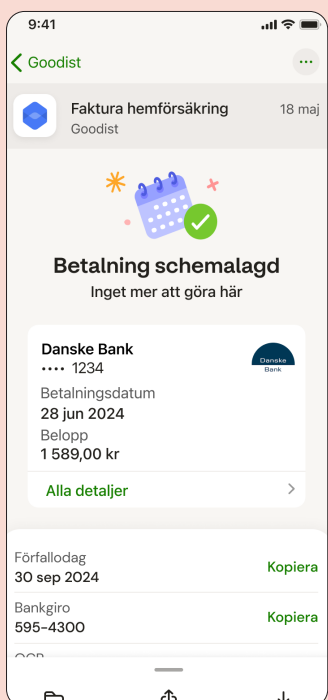 9:41
Goodist
Faktura hemförsäkring
18 maj
Goodist
Betalning schemalagd
Inget mer att göra här
Danske Bank
•••• 1234
Danske
Bank
Betalningsdatum
28 jun 2024
Belopp
1 589,00 kr
Alla detaljer
Förfallodag
30 sep 2024
Kopiera
Bankgiro
595-4300
Kopiera
OCR